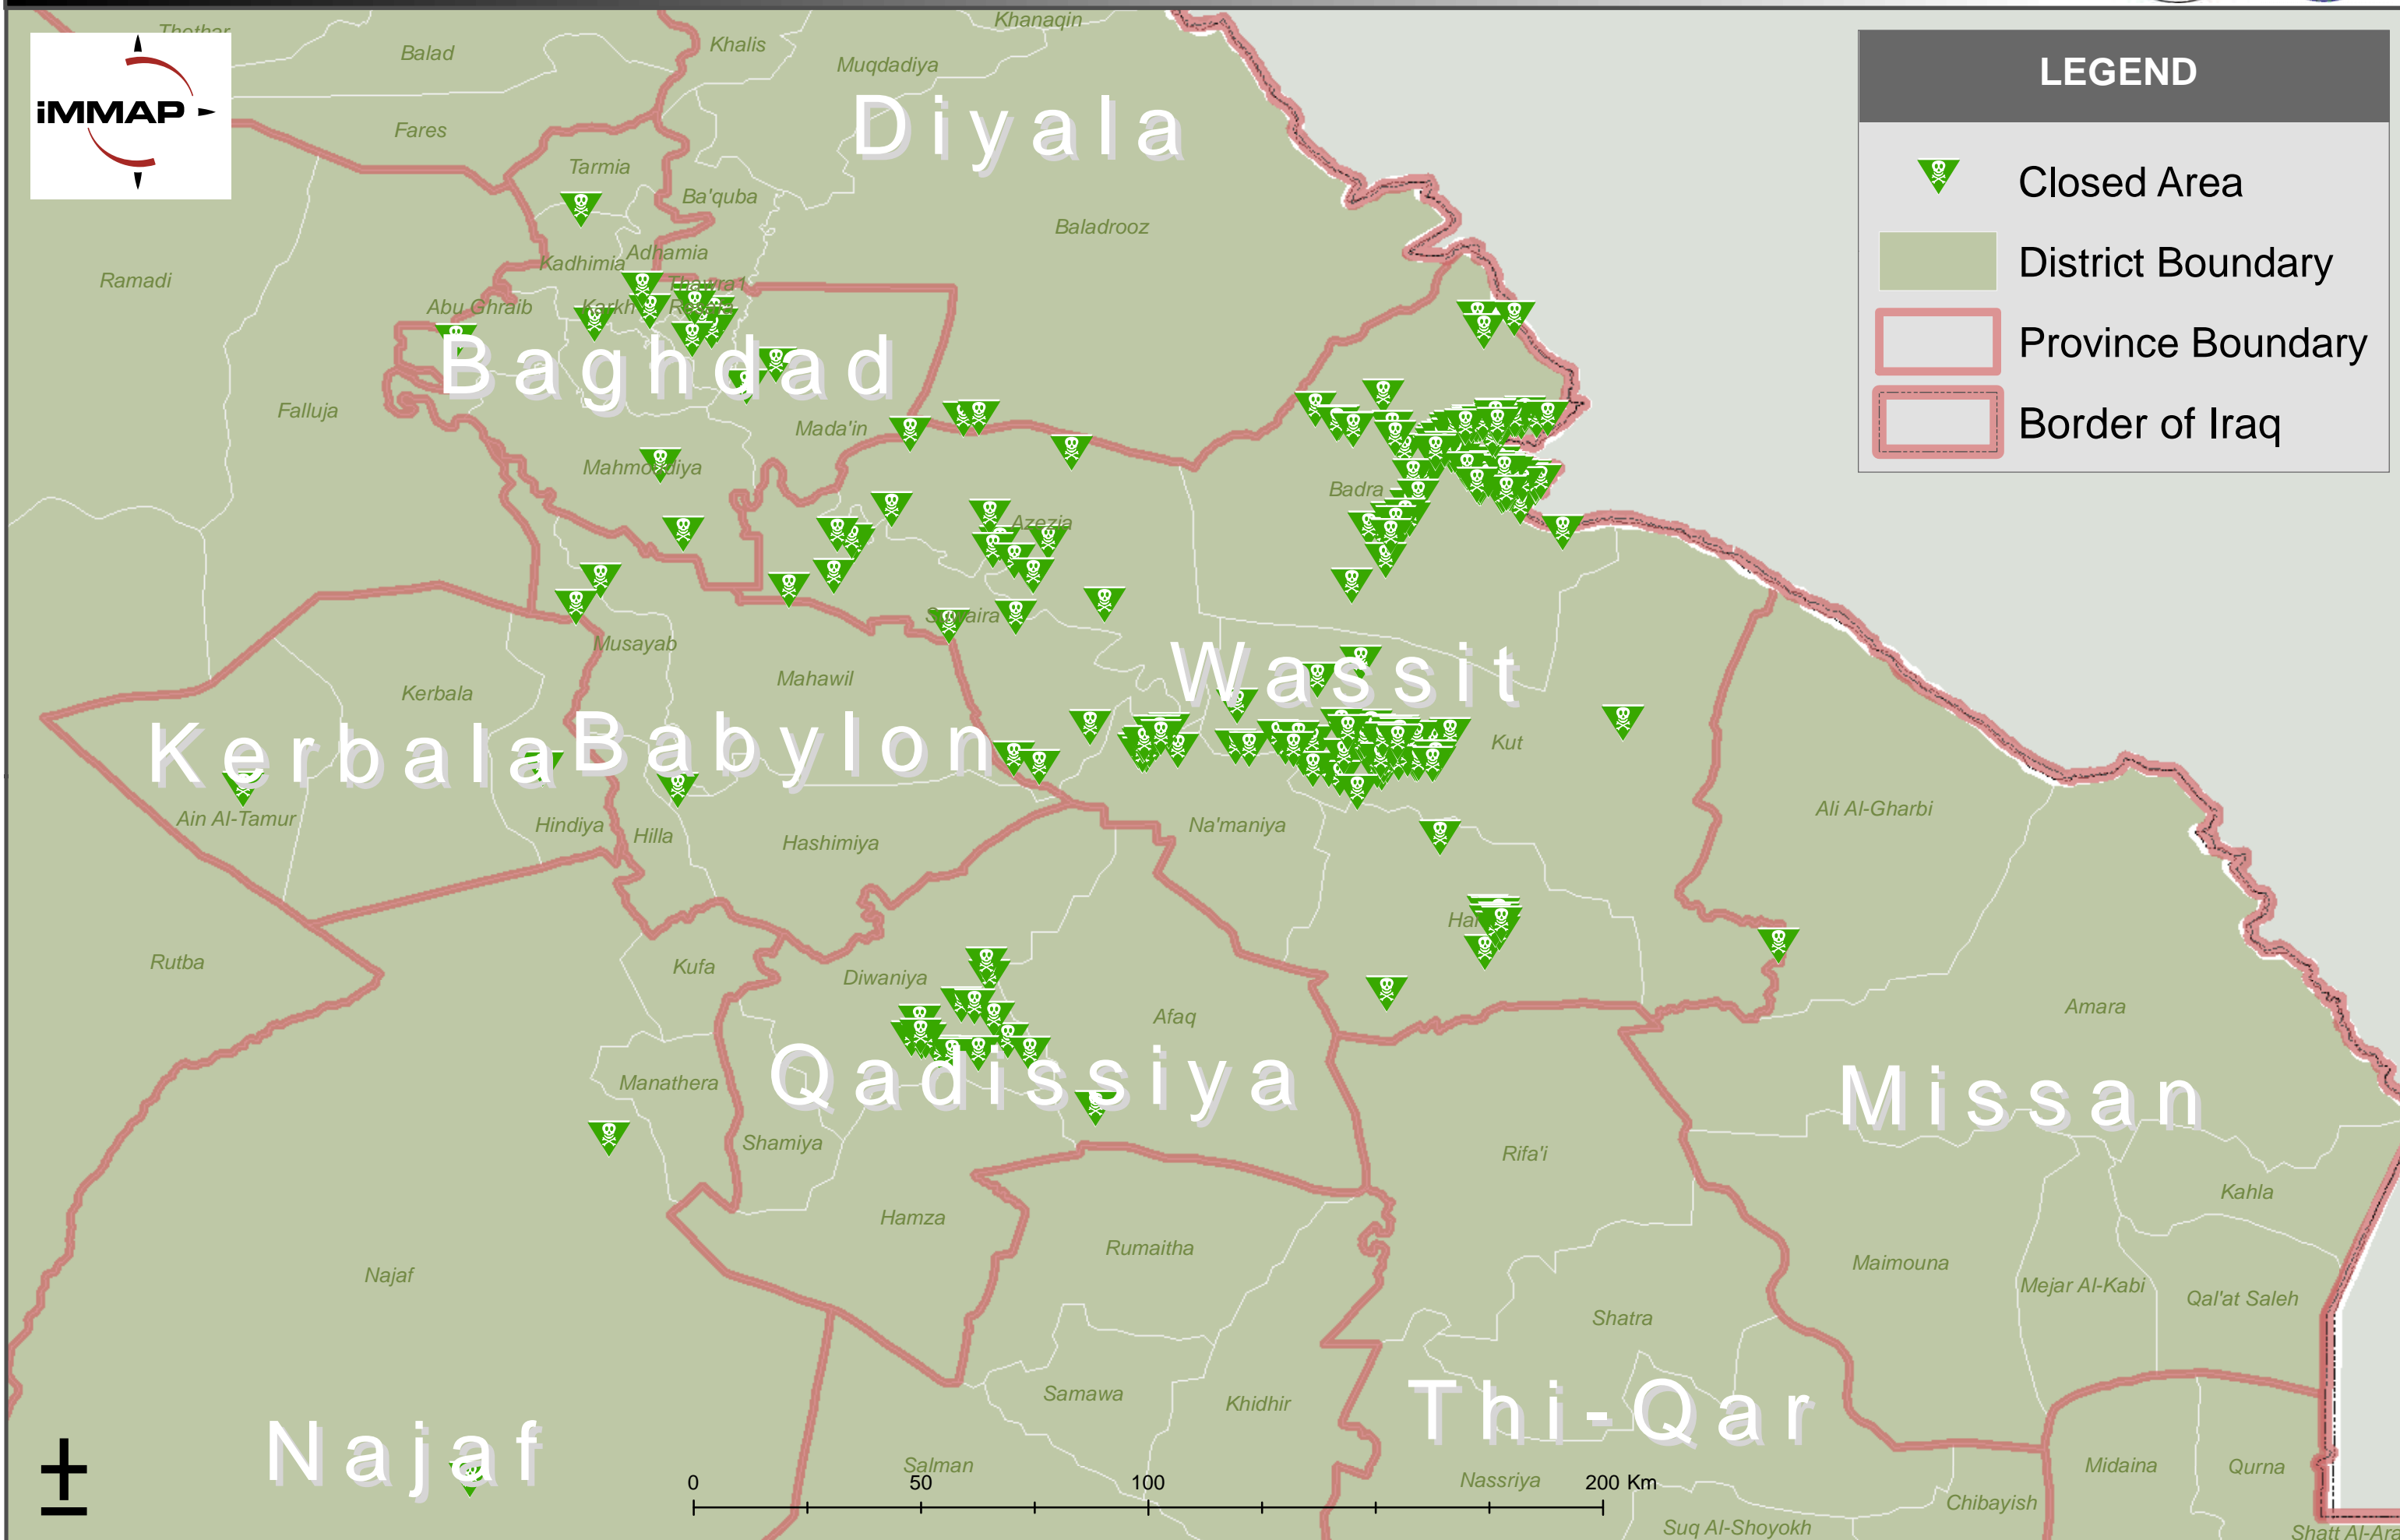 Thethar
Balad
Khalis
Khanaqin
Muqdadiya
iMMAP
Fares
Tarmia
Diyala
Ba'quba
Baladrooz
Ramadi
Kadhimia
Adhamia
Thawra1
Abu Ghraib
Karkh
Baghdad
Falluja
Mada'in
Mahmoudiya
Badra
Azezia
Suwaira
Musayab
Mahawil
Wassit
Kerbala
Kerbala
Babylon
Kut
Ain Al-Tamur
Hindiya
Hilla
Hashimiya
Na'maniya
Ali Al-Gharbi
Rutba
Kufa
Diwaniya
Afaq
Amara
Manathera
Qadissiya
Missan
Shamiya
Rifa'i
Kahla
Hamza
Rumaitha
Najaf
Maimouna
Mejar Al-Kabi
Qal'at Saleh
Shatra
Samawa
Khidhir
Thi-Qar
Najaf
Salman
Nassriya
Midaina
Qurna
Chibayish
Suq Al-Shoyokh
Shatt Al-Ara
0 50 100 200 Km
LEGEND
Closed Area
District Boundary
Province Boundary
Border of Iraq